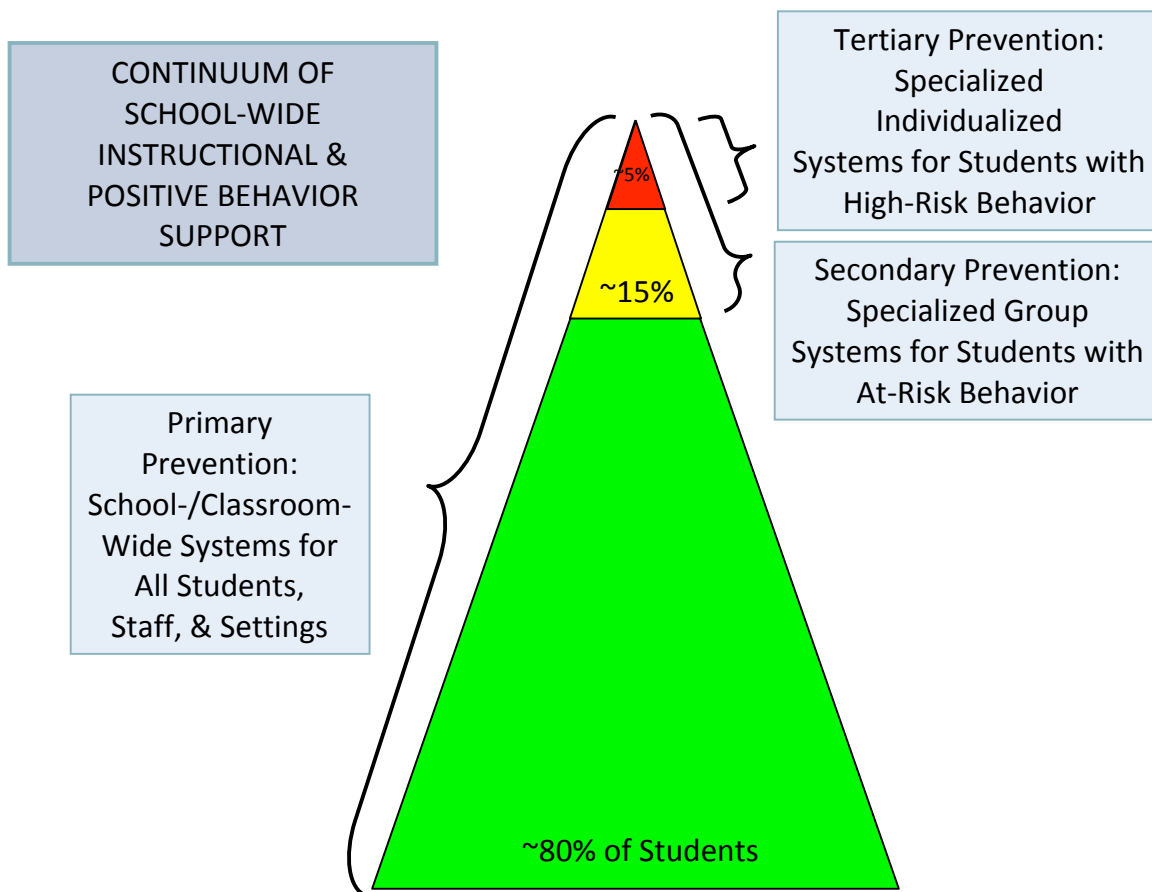 CONTINUUM OF
SCHOOL-WIDE
INSTRUCTIONAL &
POSITIVE BEHAVIOR
SUPPORT
Tertiary Prevention:
Specialized
Individualized
Systems for Students with
High-Risk Behavior
~5%
Secondary Prevention:
Specialized Group
Systems for Students with
At-Risk Behavior
~15%
Primary
Prevention:
School-/Classroom-
Wide Systems for
All Students,
Staff, & Settings
~80% of Students